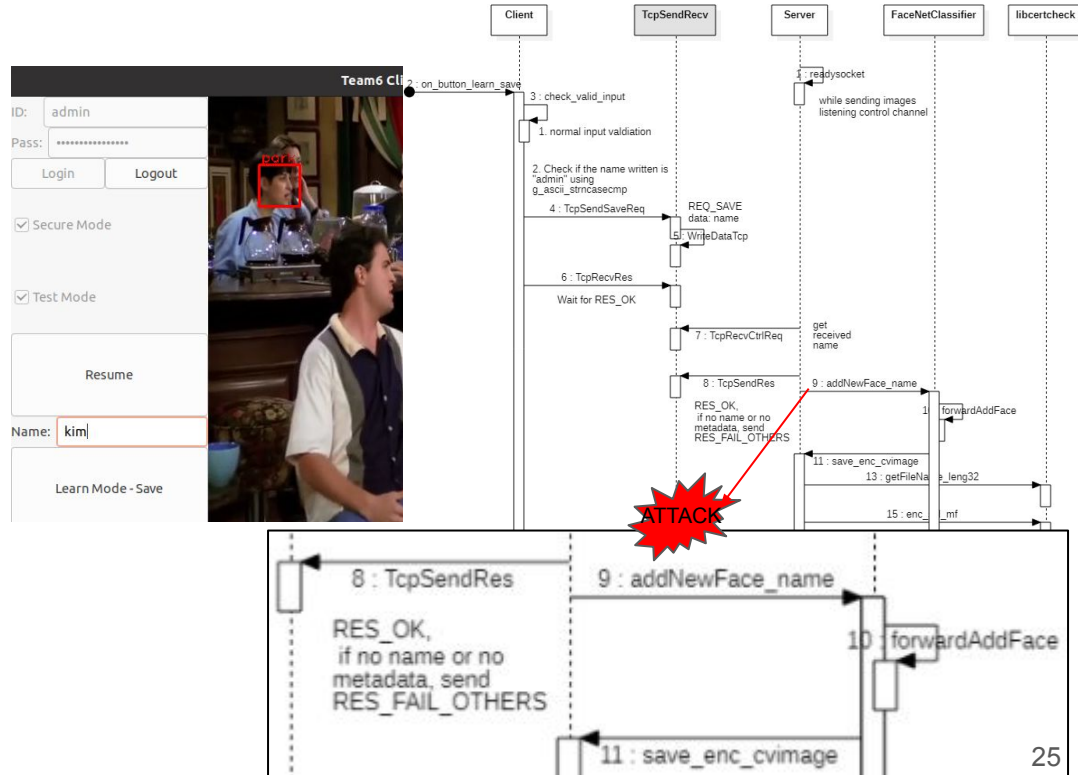 Client
TcpSendRecv
Server
FaceNetClassifier
libcertcheck
Team6 Cli
ID: admin
Pass: ••••••••••••••••
Login
Logout
Secure Mode
Test Mode
Resume
Name: kim
Learn Mode - Save
2 : on_button_learn_save
3 : check_valid_input
1. normal input valdiation
2. Check if the name written is
"admin" using
g_ascii_strncasecmp
4 : TcpSendSaveReq
REQ_SAVE
data: name
5 : WriteDataTcp
6 : TcpRecvRes
Wait for RES_OK
1 : readysocket
while sending images
listening control channel
7 : TcpRecvCtrlReq
get
received
name
8 : TcpSendRes
RES_OK,
if no name or no
metadata, send
RES_FAIL_OTHERS
9 : addNewFace_name
forwardAddFace
11 : save_enc_cvimage
13 : getFileName_leng32
15 : enc_
_mf
ATTACK
8 : TcpSendRes
9 : addNewFace_name
RES_OK,
if no name or no
metadata, send
RES_FAIL_OTHERS
10 : forwardAddFace
11 : save_enc_cvimage
25